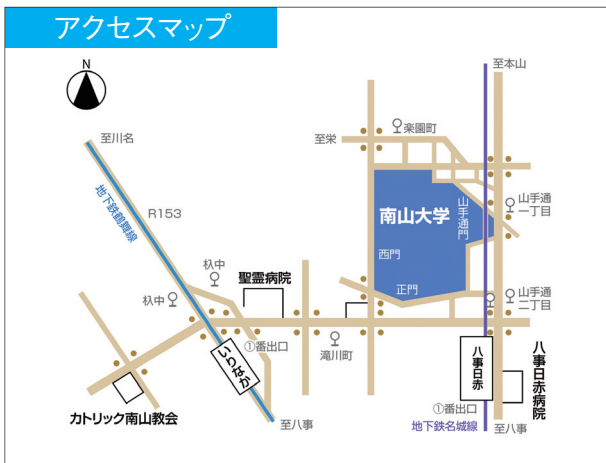 アクセスマップ
N
至本山
至川名
至栄
楽園町
地下鉄鶴舞線
R153
南山大学
山手通門
山手通
一丁目
西門
杁中
聖霊病院
正門
杁中
山手通
二丁目
①番出口
滝川町
いりなか
八事日赤
八事日赤病院
カトリック南山教会
①番出口
至八事
地下鉄名城線
至八事